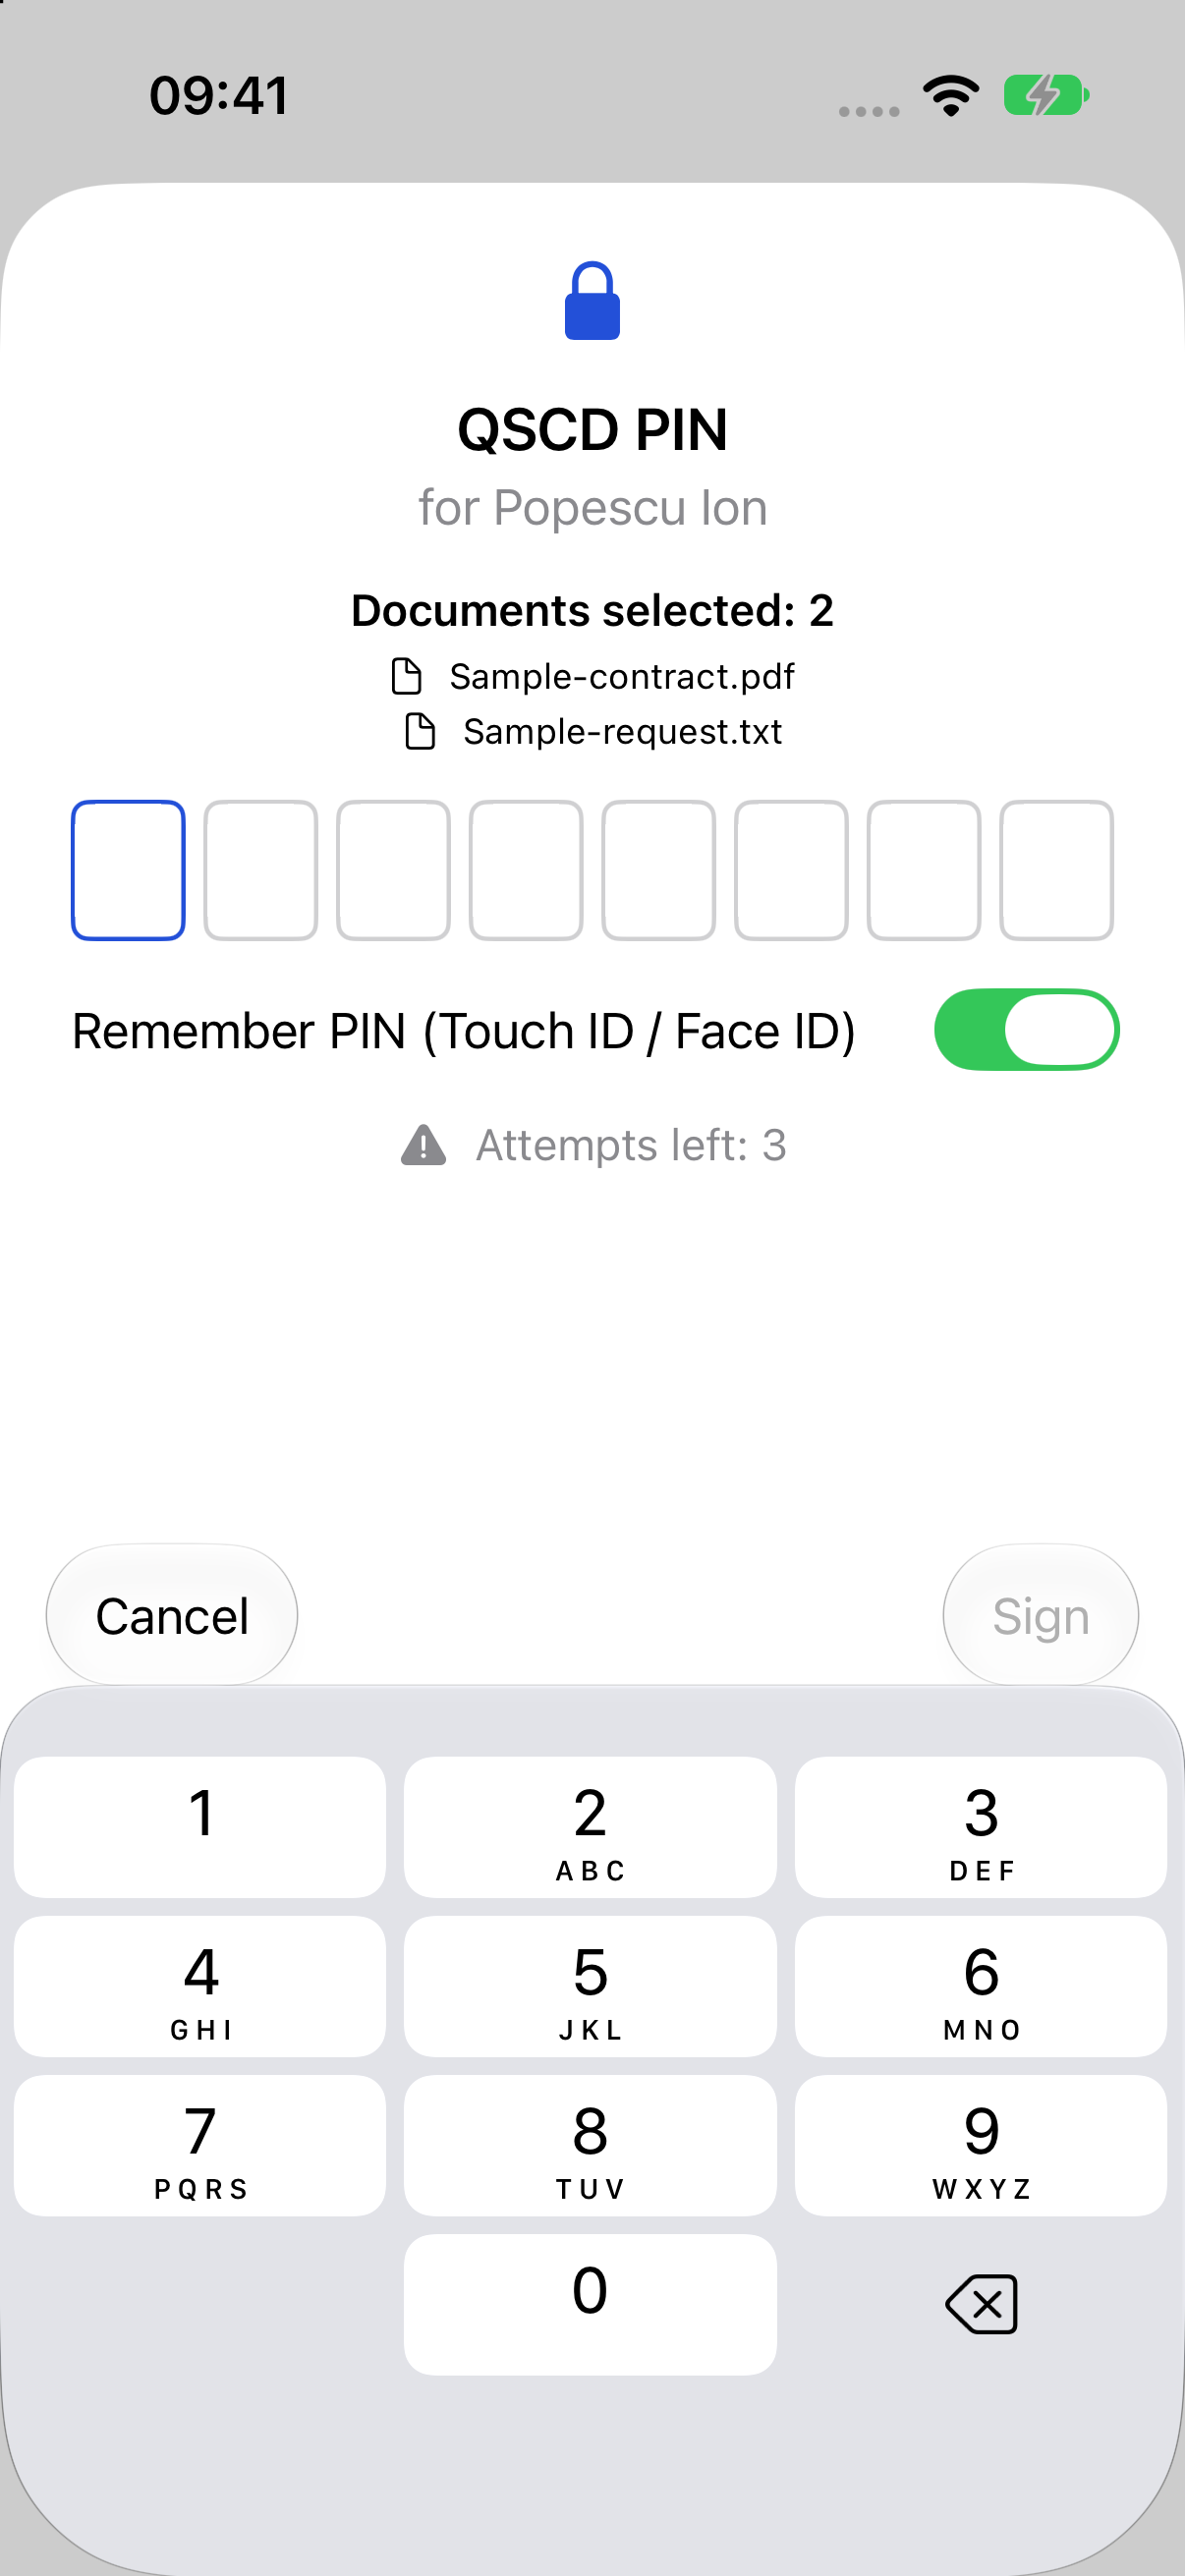 09:41
QSCD PIN
for Popescu Ion
Documents selected: 2
Sample-contract.pdf
Sample-request.txt
Remember PIN (Touch ID / Face ID)
Attempts left: 3
Cancel
Sign
1
2
ABC
3
DEF
4
GHI
5
JKL
6
MNO
7
PQRS
8
TUV
9
WXYZ
0